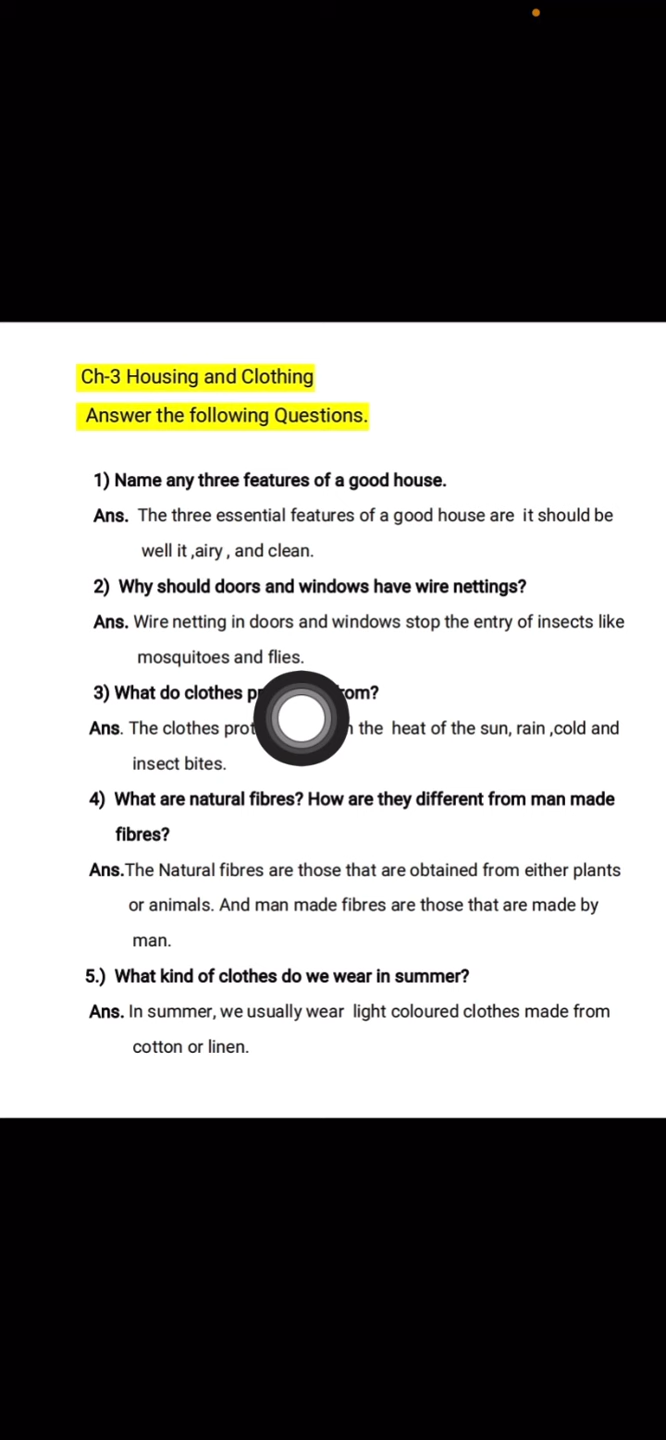 Ch-3 Housing and Clothing
Answer the following Questions.
1) Name any three features of a good house.
Ans. The three essential features of a good house are it should be
well it ,airy , and clean.
2) Why should doors and windows have wire nettings?
Ans. Wire netting in doors and windows stop the entry of insects like
mosquitoes and flies.
3) What do clothes
Ans. The clothes the heat of the sun, rain ,cold and
insect bites.
4) What are natural fibres? How are they different from man made
fibres?
Ans.The Natural fibres are those that are obtained from either plants
or animals. And man made fibres are those that are made by
man.
5.) What kind of clothes do we wear in summer?
Ans. In summer, we usually wear light coloured clothes made from
cotton or linen.